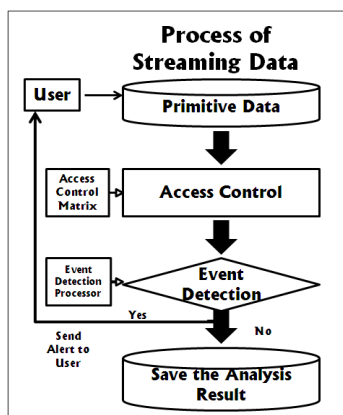 Process of
Streaming Data
User
Primitive Data
Access
Control
Matrix
Access Control
Event
Detection
Processor
Event
Detection
Yes
No
Send
Alert to
User
Save the Analysis
Result